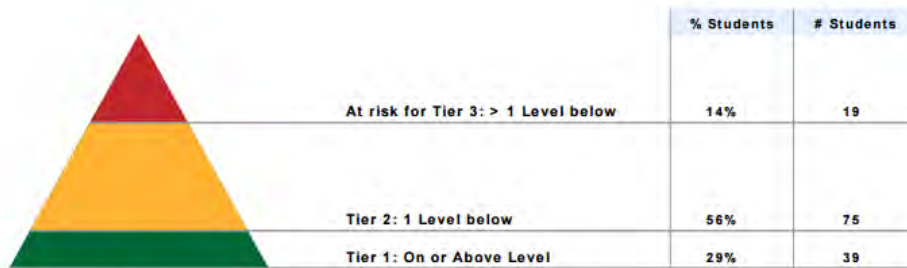 % Students # Students
At risk for Tier 3: > 1 Level below 14% 19
Tier 2: 1 Level below 56% 75
Tier 1: On or Above Level 29% 39